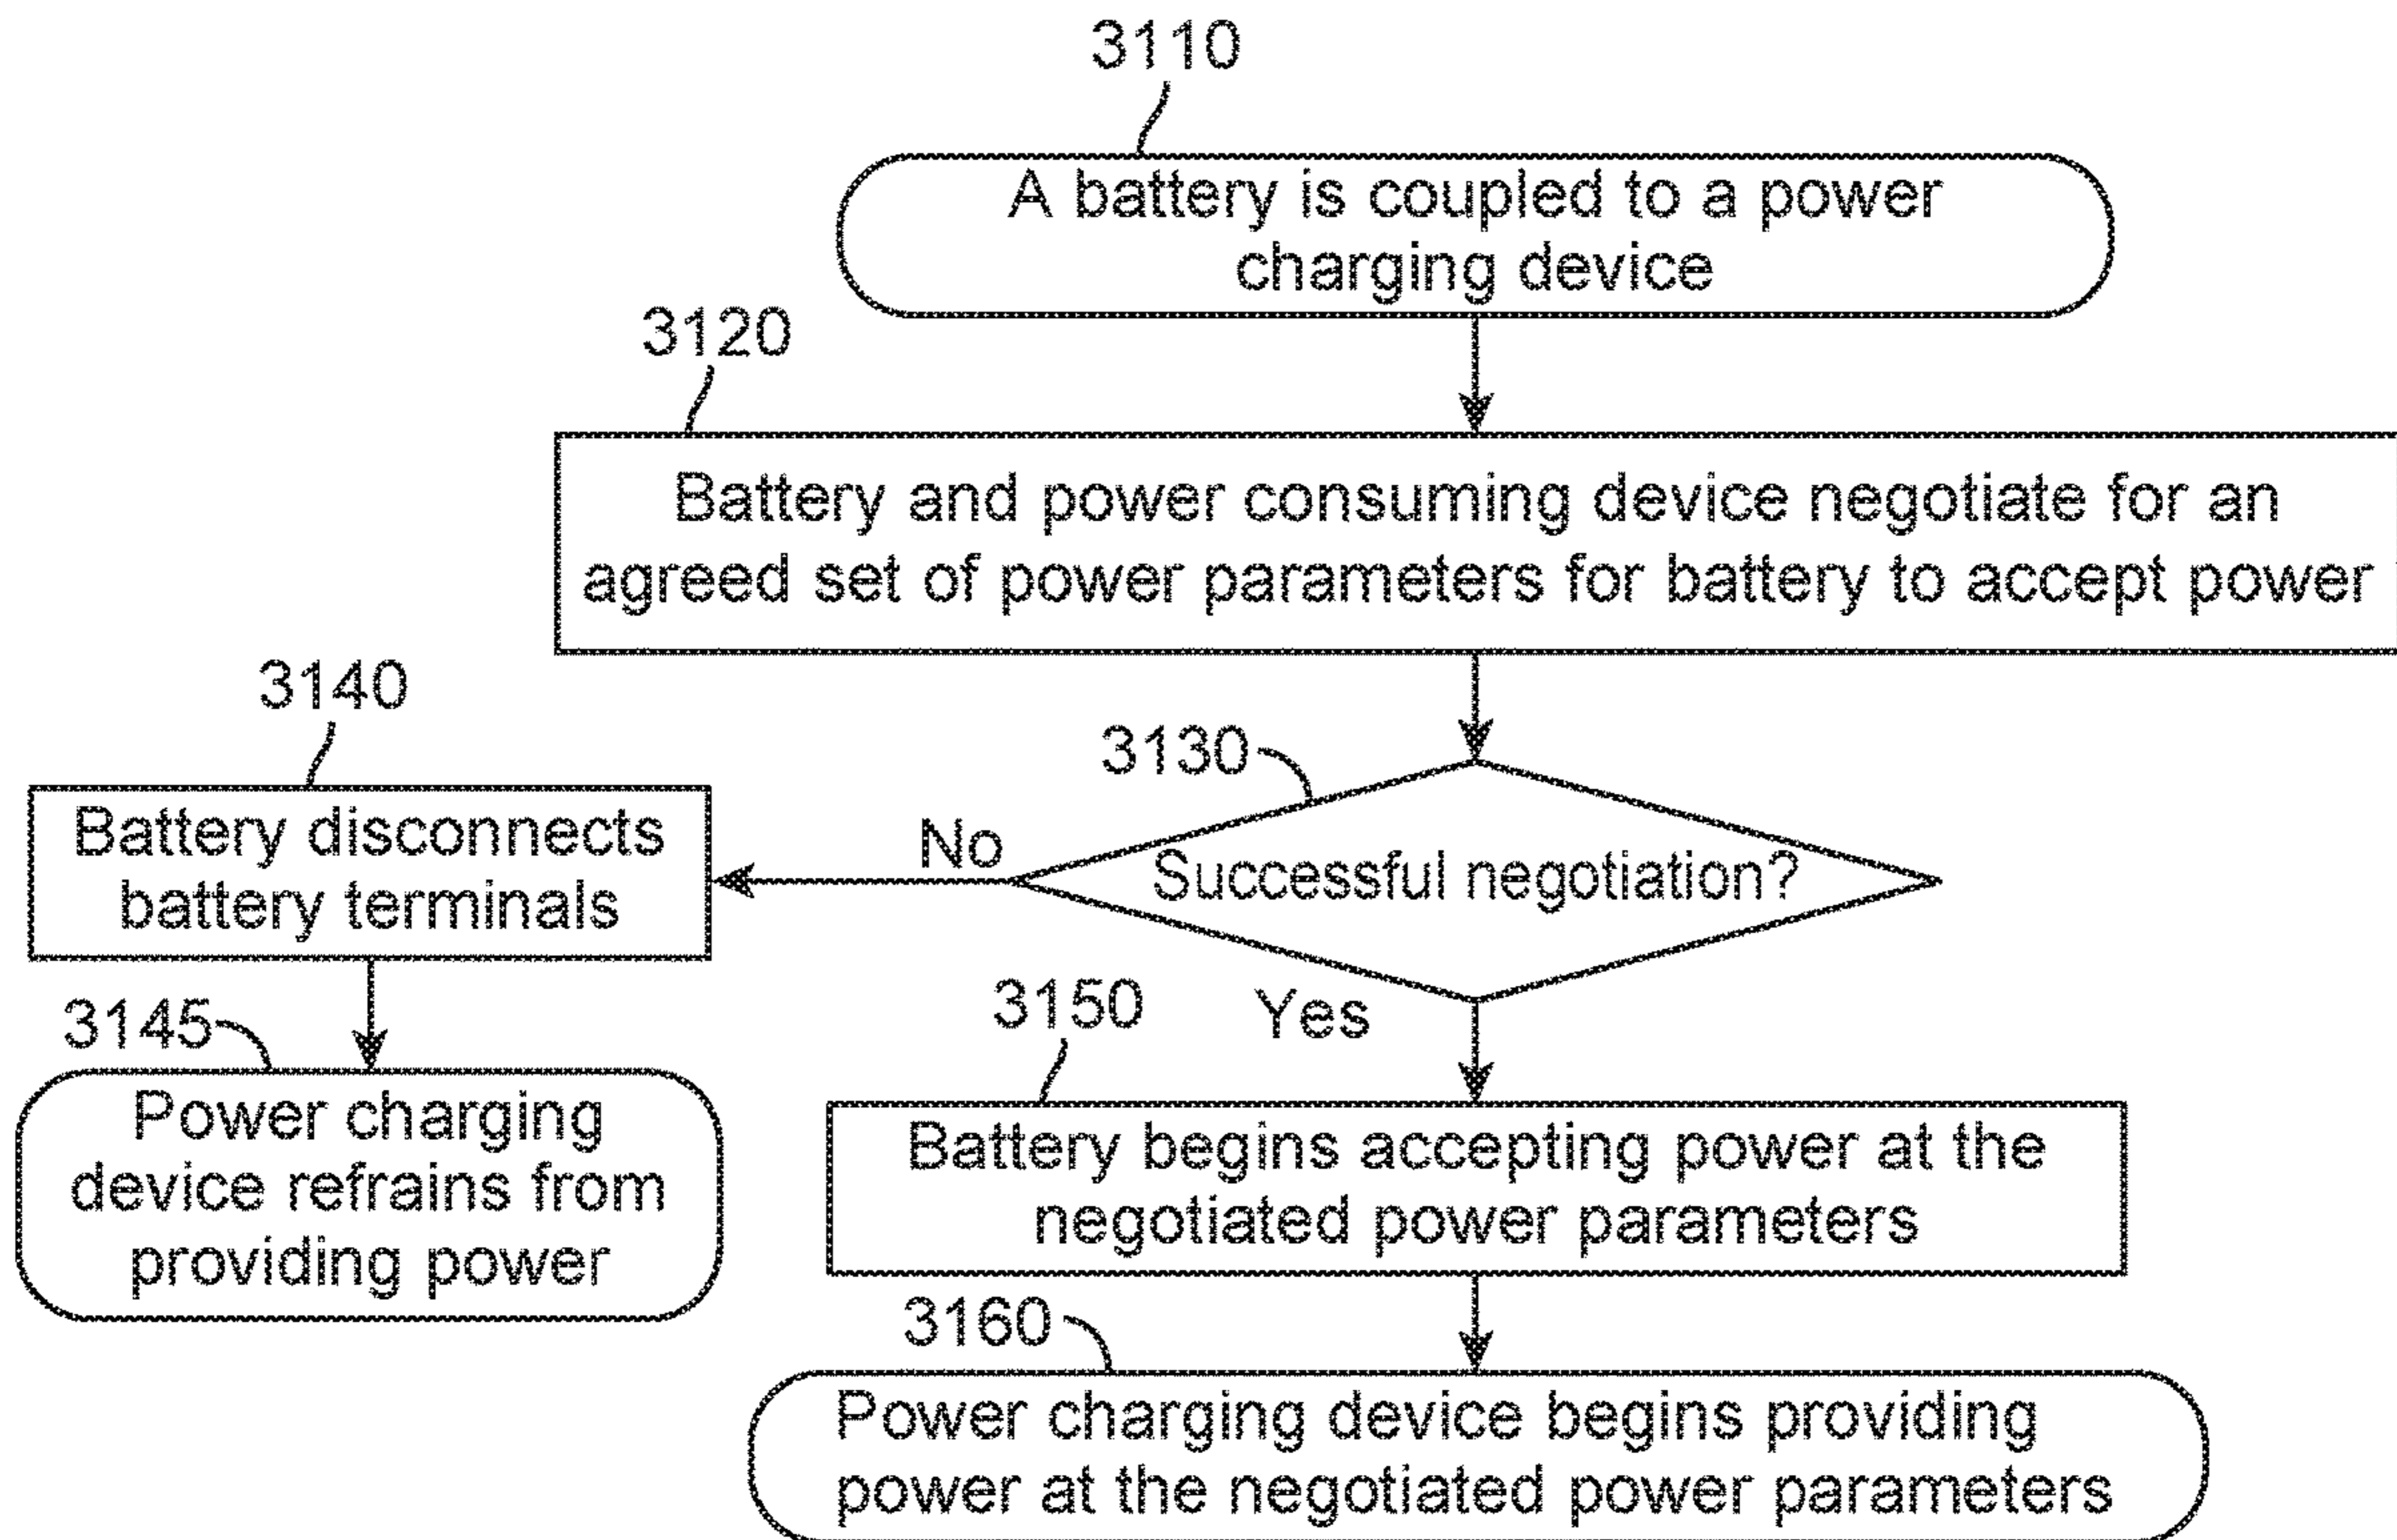 3110
A battery is coupled to a power
charging device
3120
Battery and power consuming device negotiate for an
agreed set of power parameters for battery to accept power
3130
Successful negotiation?
No
3140
Battery disconnects
battery terminals
3145
Power charging
device refrains from
providing power
Yes
3150
Battery begins accepting power at the
negotiated power parameters
3160
Power charging device begins providing
power at the negotiated power parameters